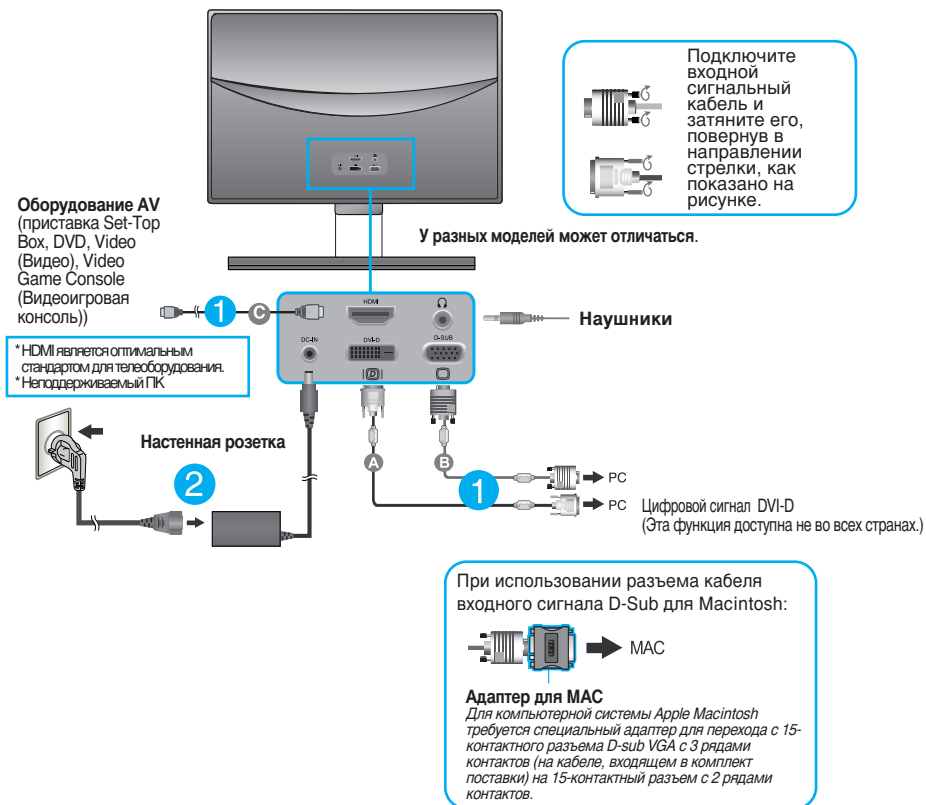 Подключите
входной
сигнальный
кабель и
затяните его,
повернув в
направлении
стрелки, как
показано на
рисунке.
Оборудование AV
(приставка Set-Top
Box, DVD, Video
(Видео), Video
Game Console
(Видеоигровая
консоль))
У разных моделей может отличаться.
1
C
HDMI
DC-IN
DVI-D
D-SUB
D
Наушники
* HDMI является оптимальным
стандартом для телеоборудования.
* Неподдерживаемый ПК
Настенная розетка
2
A
B
1
PC
PC
Цифровой сигнал DVI-D
(Эта функция доступна не во всех странах.)
При использовании разъема кабеля
входного сигнала D-Sub для Macintosh:
MAC
Адаптер для MAC
Для компьютерной системы Apple Macintosh
требуется специальный адаптер для перехода с 15-
контактного разъема D-sub VGA с 3 рядами
контактов (на кабеле, входящем в комплект
поставки) на 15-контактный разъем с 2 рядами
контактов.